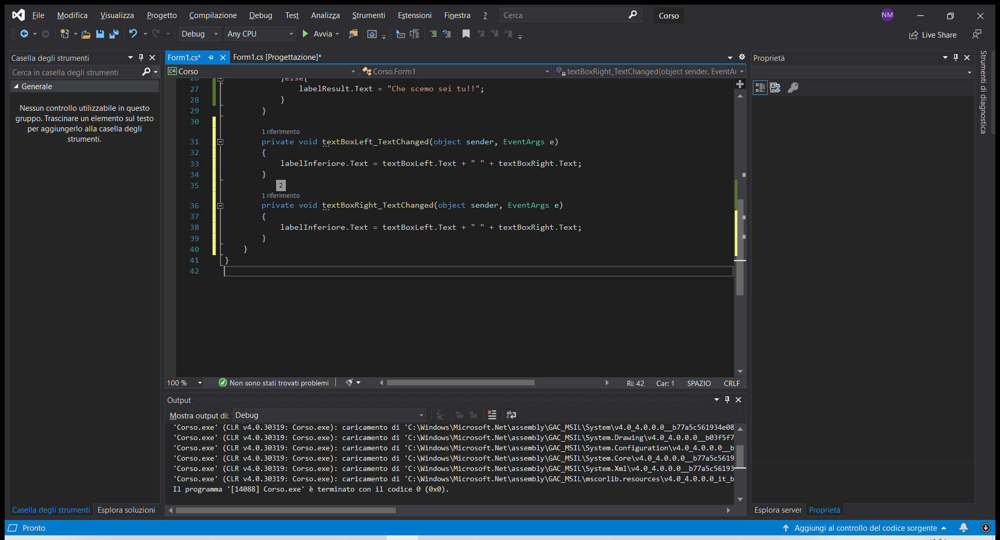 File Modifica Visualizza Progetto Compilazione Debug Test Analizza Strumenti Estensioni Finestra ? Cerca Corso NM
Debug Any CPU Avvia Live Share
Casella degli strumenti
Cerca in casella degli strumenti
Generale
Nessun controllo utilizzabile in questo
gruppo. Trascinare un elemento sul testo
per aggiungerlo alla casella degli
strumenti.
Form1.cs* Form1.cs [Progettazione]*
C# Corso Corso.Form1 textBoxRight_TextChanged(object sender, EventAr
26 }else{
27 labelResult.Text = "Che scemo sei tu!!";
28 }
29 }
30
1 riferimento
31 private void textBoxLeft_TextChanged(object sender, EventArgs e)
32 {
33 labelInferiore.Text = textBoxLeft.Text + " " + textBoxRight.Text;
34 }
35 2
1 riferimento
36 private void textBoxRight_TextChanged(object sender, EventArgs e)
37 {
38 labelInferiore.Text = textBoxLeft.Text + " " + textBoxRight.Text;
39 }
40 }
41 }
42
100 % Non sono stati trovati problemi Ri: 42 Car: 1 SPAZIO CRLF
Output
Mostra output di: Debug
'Corso.exe' (CLR v4.0.30319: Corso.exe): caricamento di 'C:\Windows\Microsoft.Net\assembly\GAC_MSIL\System\v4.0_4.0.0.0__b77a5c561934e08
'Corso.exe' (CLR v4.0.30319: Corso.exe): caricamento di 'C:\Windows\Microsoft.Net\assembly\GAC_MSIL\System.Drawing\v4.0_4.0.0.0__b03f5f7
'Corso.exe' (CLR v4.0.30319: Corso.exe): caricamento di 'C:\Windows\Microsoft.Net\assembly\GAC_MSIL\System.Configuration\v4.0_4.0.0.0__b
'Corso.exe' (CLR v4.0.30319: Corso.exe): caricamento di 'C:\Windows\Microsoft.Net\assembly\GAC_MSIL\System.Core\v4.0_4.0.0.0__b77a5c5619
'Corso.exe' (CLR v4.0.30319: Corso.exe): caricamento di 'C:\Windows\Microsoft.Net\assembly\GAC_MSIL\System.Xml\v4.0_4.0.0.0__b77a5c56193
'Corso.exe' (CLR v4.0.30319: Corso.exe): caricamento di 'C:\Windows\Microsoft.Net\assembly\GAC_MSIL\mscorlib.resources\v4.0_4.0.0.0_it_b
Il programma '[14088] Corso.exe' è terminato con il codice 0 (0x0).
Proprietà
Strumenti di diagnostica
Casella degli strumenti Esplora soluzioni
Esplora server Proprietà
Pronto Aggiungi al controllo del codice sorgente